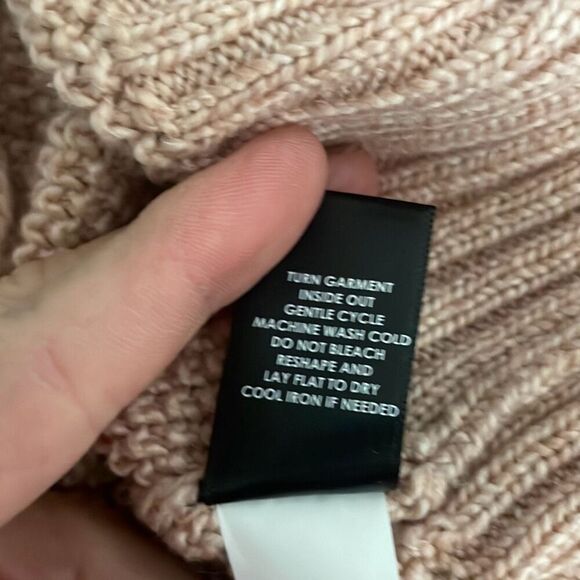 TURN GARMENT
INSIDE OUT
GENTLE CYCLE
MACHINE WASH COLD
DO NOT BLEACH
RESHAPE AND
LAY FLAT TO DRY
COOL IRON IF NEEDED